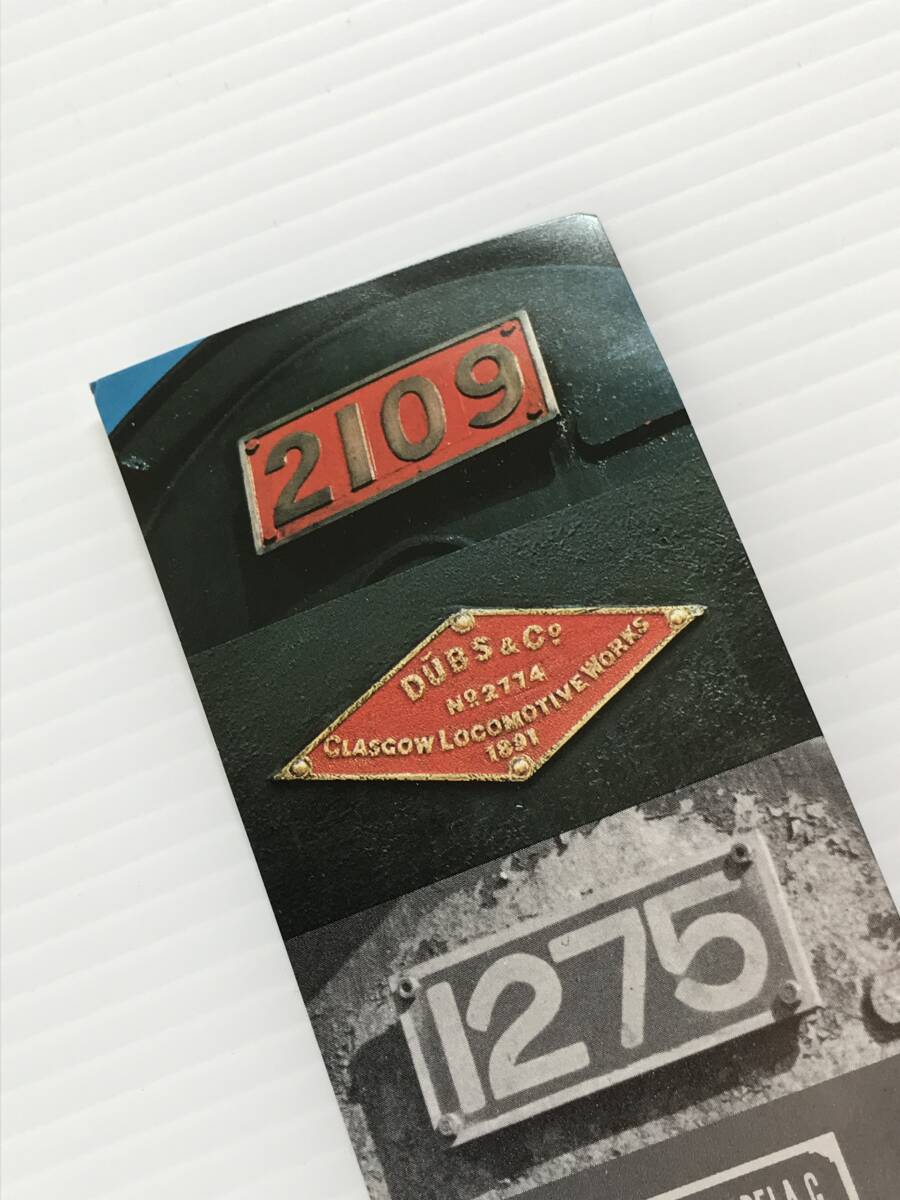 2109
DÜBS & Co
No. 2774
GLASGOW LOCOMOTIVE WORKS
1891
1275